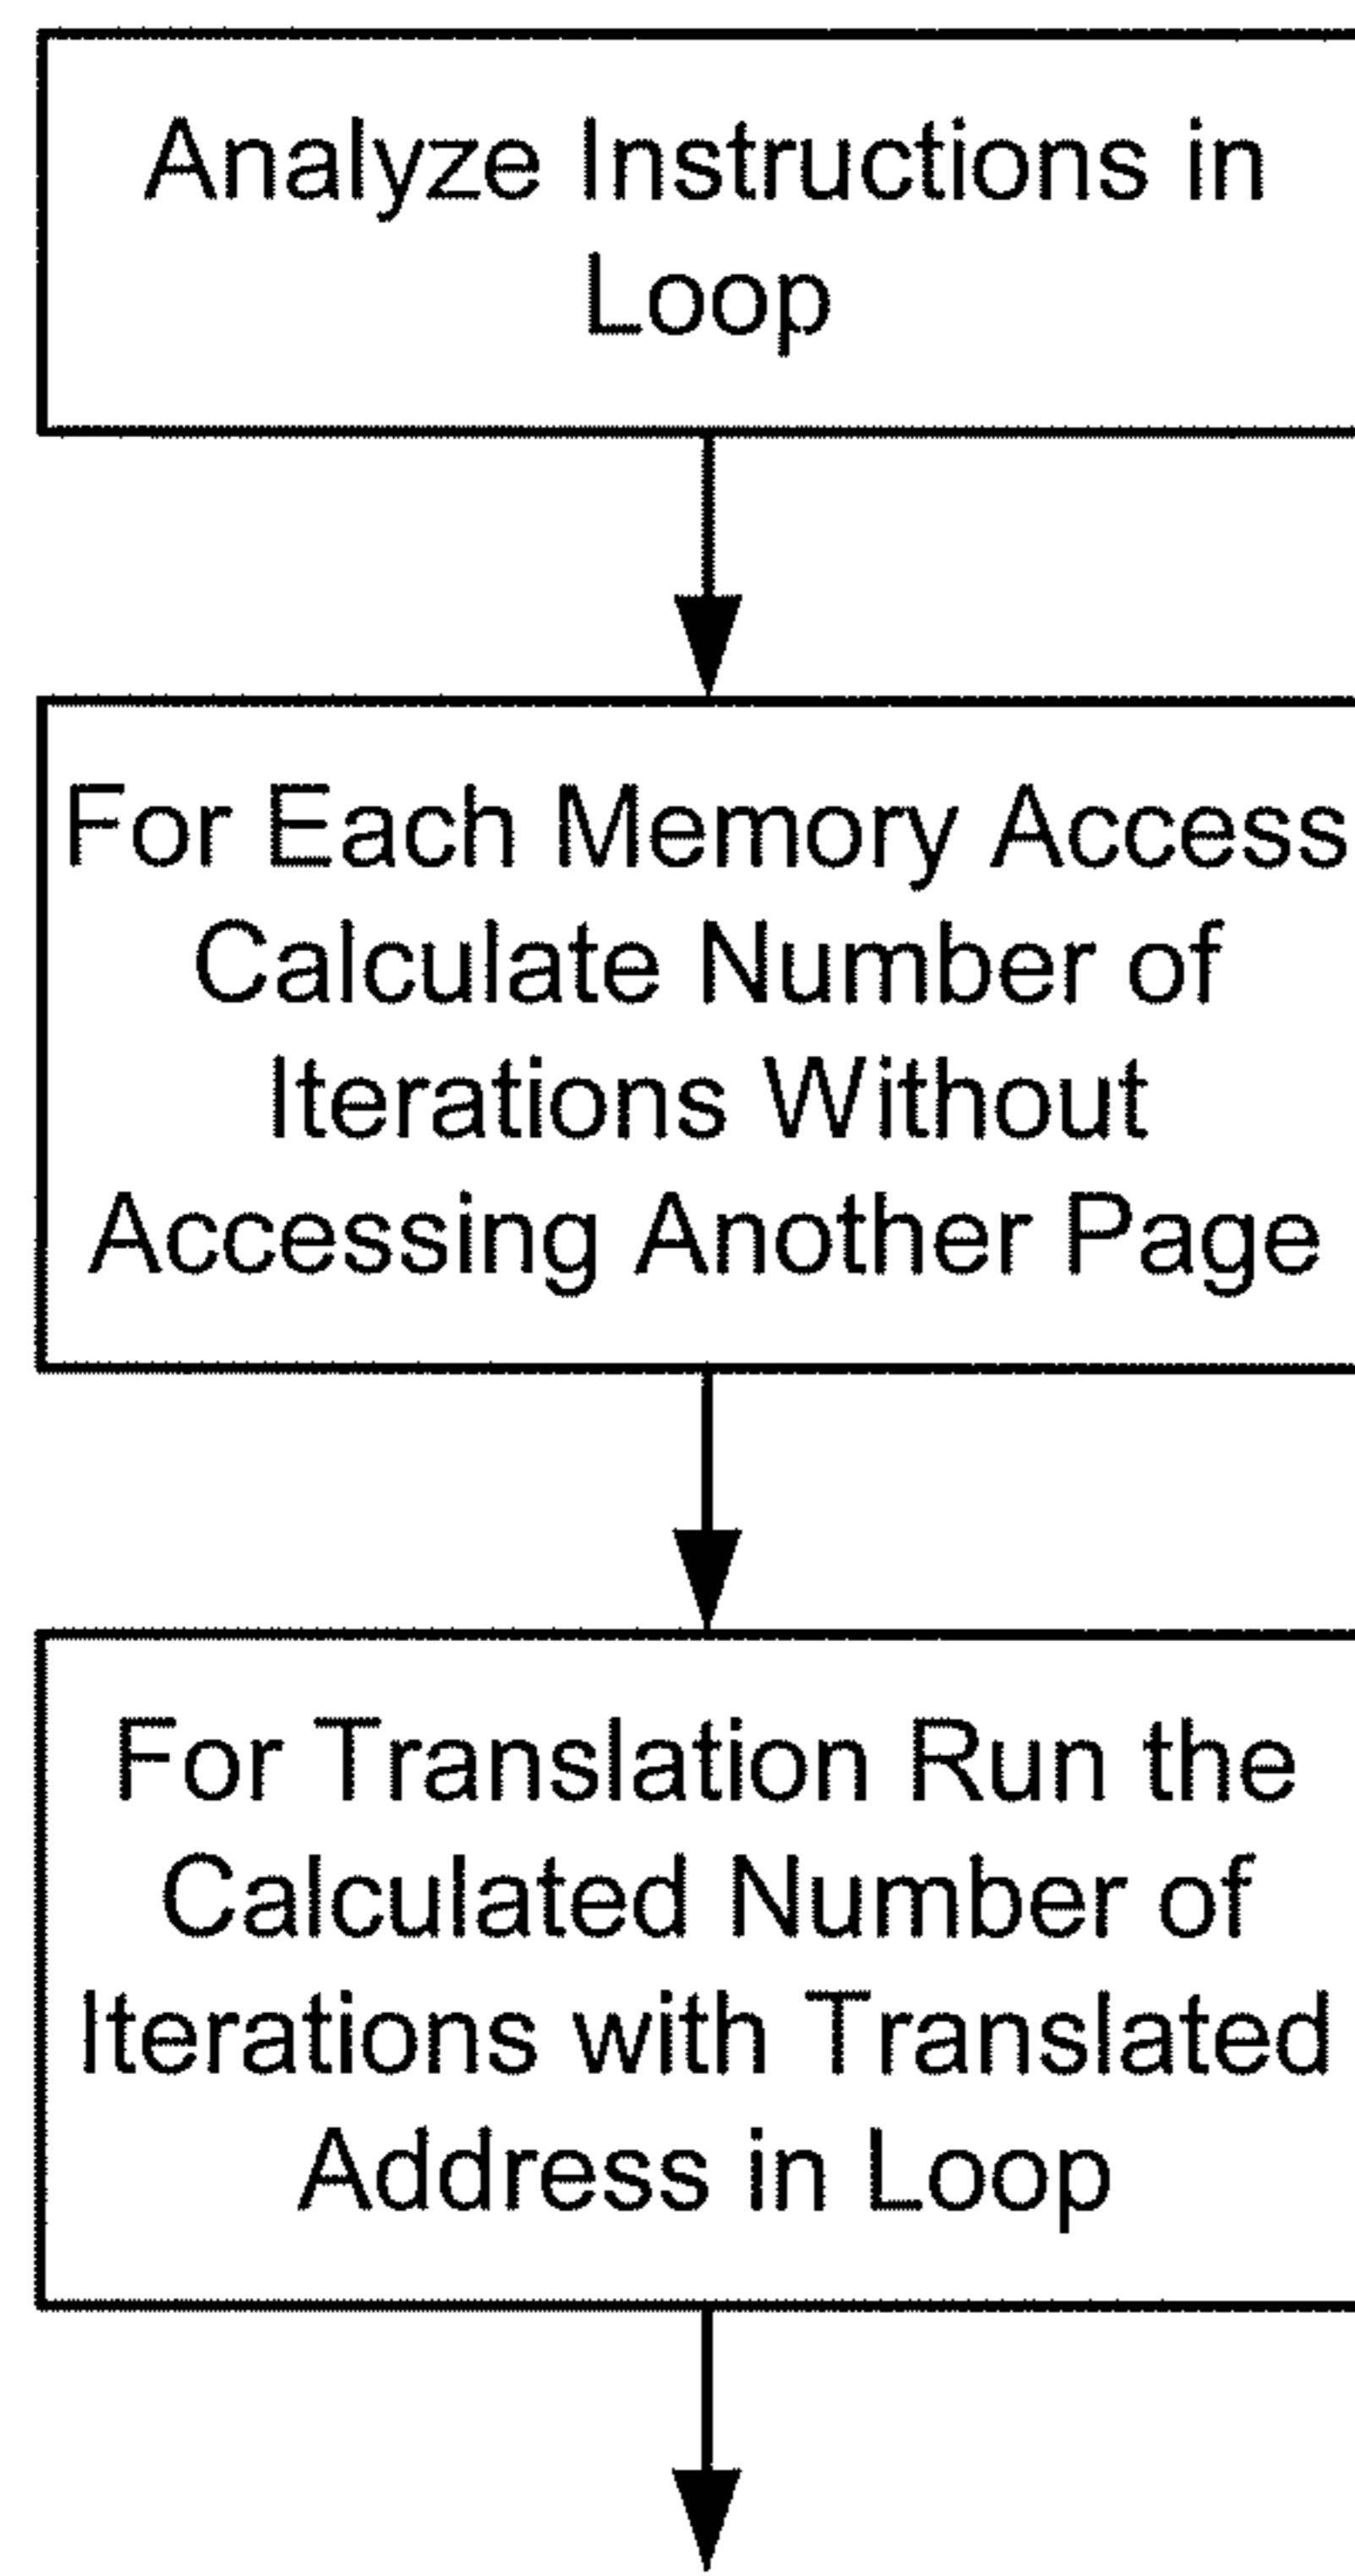 Analyze Instructions in
Loop
For Each Memory Access
Calculate Number of
Iterations Without
Accessing Another Page
For Translation Run the
Calculated Number of
Iterations with Translated
Address in Loop